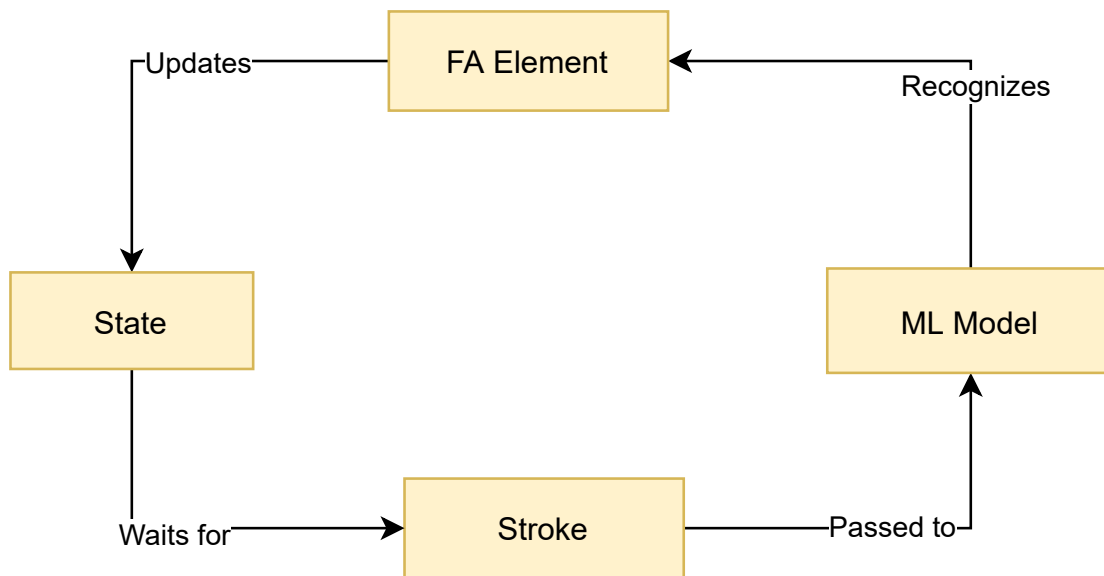 FA Element
Updates
Recognizes
State
ML Model
Stroke
Waits for
Passed to